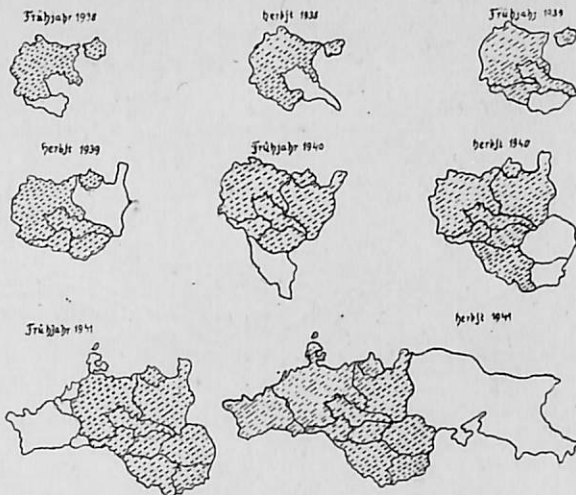 Frühjahr 1938
Herbst 1938
Frühjahr 1939
Herbst 1939
Frühjahr 1940
Herbst 1940
Frühjahr 1941
Herbst 1941